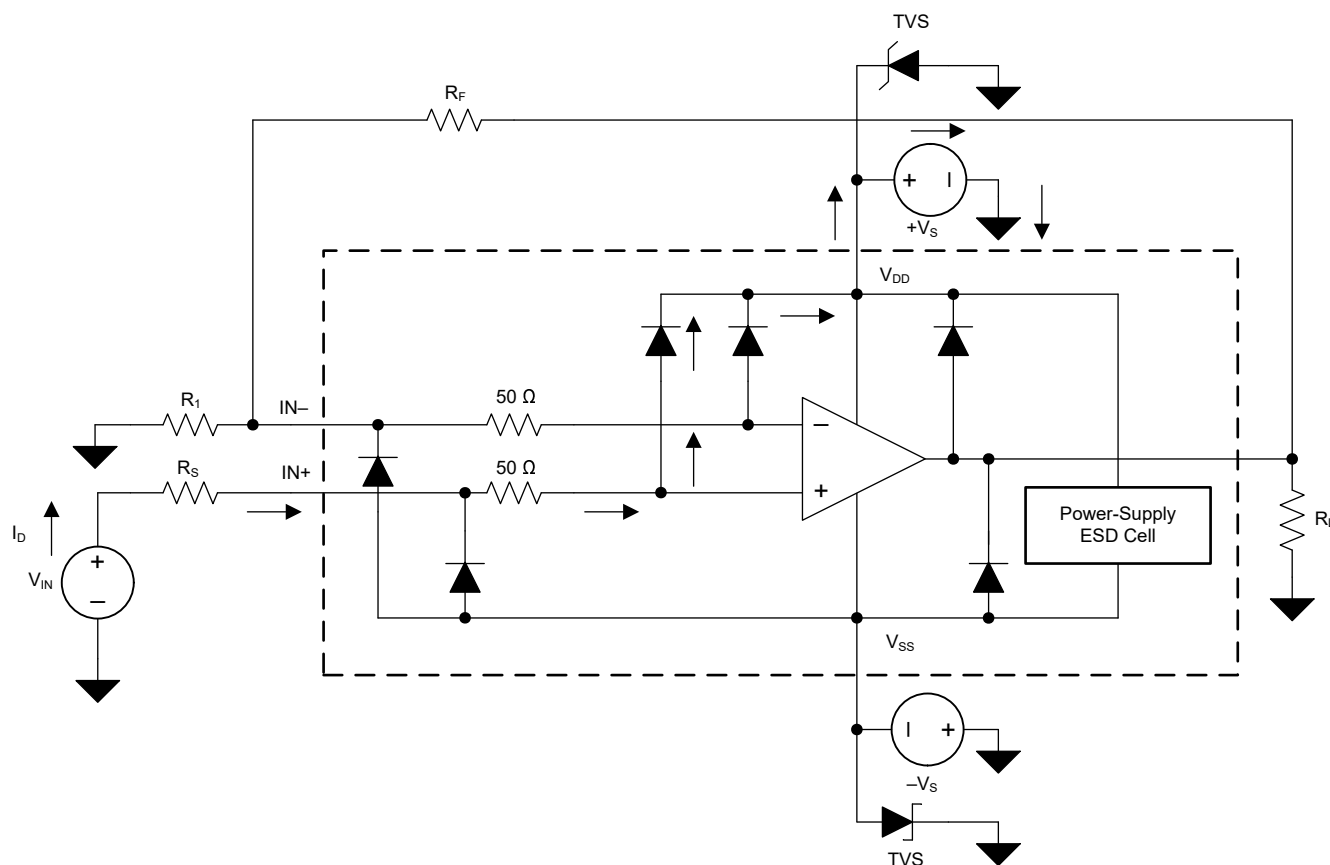 TVS
RF
+
I
+VS
VDD
R1
IN–
50 Ω
–
RS
IN+
50 Ω
+
Power-Supply
ESD Cell
ID
+
VIN
–
VSS
I
+
–VS
TVS